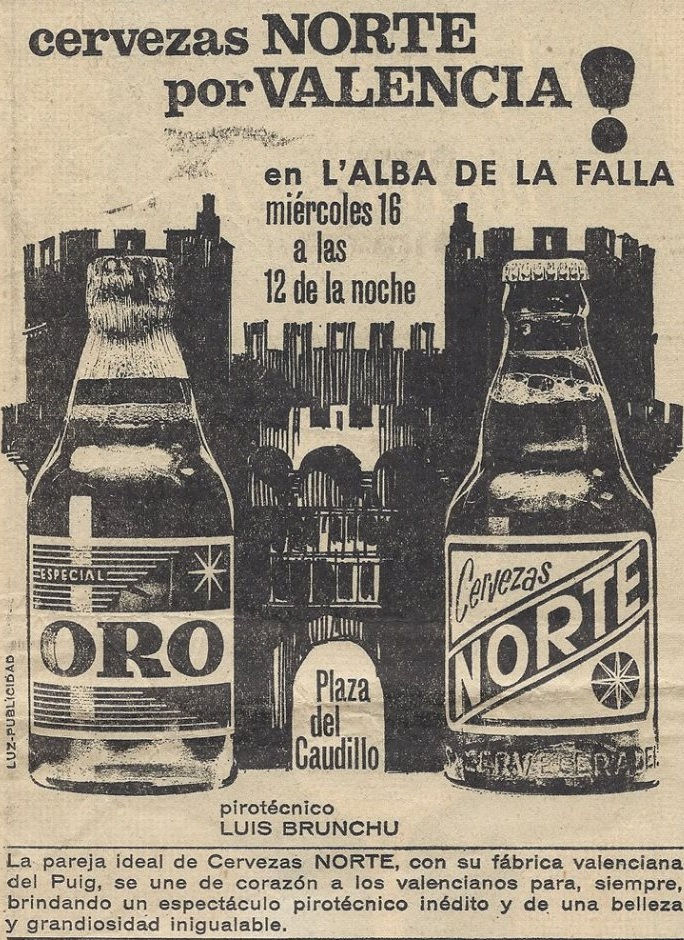 cervezas NORTE
por VALENCIA!
en L'ALBA DE LA FALLA
miércoles 16
a las
12 de la noche
ESPECIAL
ORO
Cervezas
NORTE
Plaza
del
Caudillo
LUZ-PUBLICIDAD
pirotécnico
LUIS BRUNCHU
La pareja ideal de Cervezas NORTE, con su fábrica valenciana
del Puig, se une de corazón a los valencianos para, siempre,
brindando un espectáculo pirotécnico inédito y de una belleza
y grandiosidad inigualable.